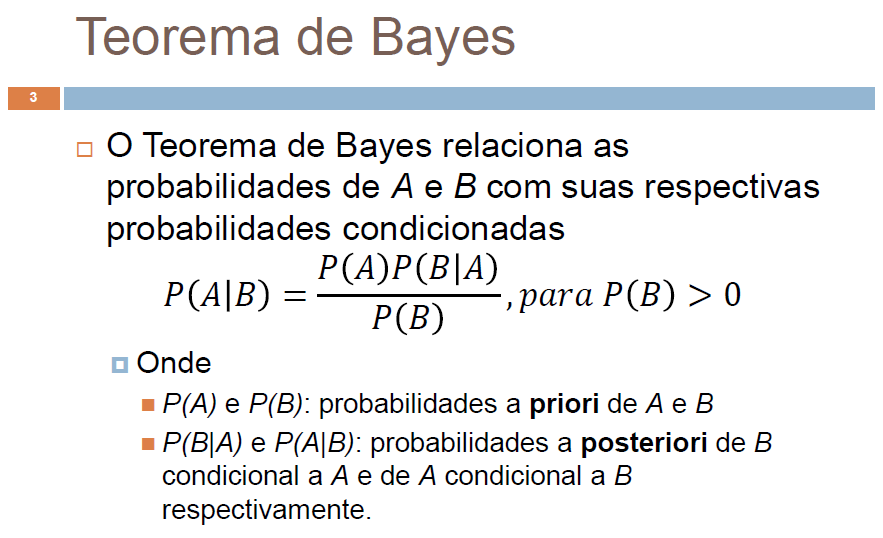 Teorema de Bayes
3
O Teorema de Bayes relaciona as
probabilidades de A e B com suas respectivas
probabilidades condicionadas
P(A|B) = P(A)P(B|A) / P(B), para P(B) > 0
Onde
P(A) e P(B): probabilidades a priori de A e B
P(B|A) e P(A|B): probabilidades a posteriori de B
condicional a A e de A condicional a B
respectivamente.